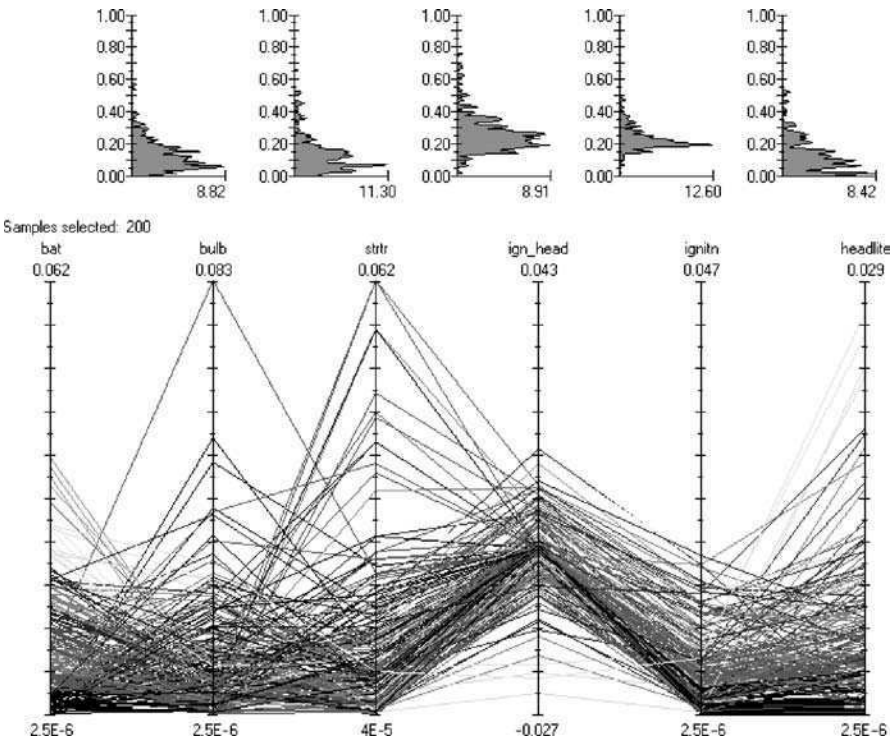 1.00 1.00 1.00 1.00 1.00
0.80 0.80 0.80 0.80 0.80
0.60 0.60 0.60 0.60 0.60
0.40 0.40 0.40 0.40 0.40
0.20 0.20 0.20 0.20 0.20
0.00 0.00 0.00 0.00 0.00
8.82 11.30 8.91 12.60 8.42
Samples selected: 200
bat bulb strtr ign_head ignitn headlite
0.062 0.083 0.062 0.043 0.047 0.029
2.5E-6 2.5E-6 4E-5 -0.027 2.5E-6 2.5E-6